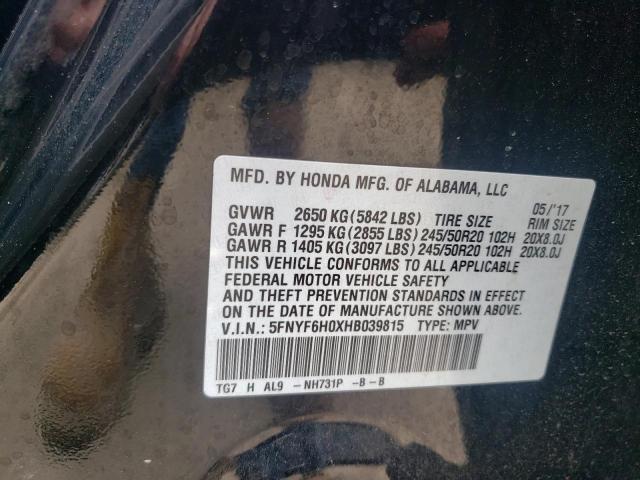 MFD. BY HONDA MFG. OF ALABAMA, LLC
05/'17
GVWR 2650 KG (5842 LBS) TIRE SIZE RIM SIZE
GAWR F 1295 KG (2855 LBS) 245/50R20 102H 20X8.0J
GAWR R 1405 KG (3097 LBS) 245/50R20 102H 20X8.0J
THIS VEHICLE CONFORMS TO ALL APPLICABLE
FEDERAL MOTOR VEHICLE SAFETY
AND THEFT PREVENTION STANDARDS IN EFFECT
ON THE DATE OF MANUFACTURE SHOWN ABOVE.
V.I.N.: 5FNYF6H0XHB039815 TYPE: MPV
TG7 H AL9 -NH731P -B-B